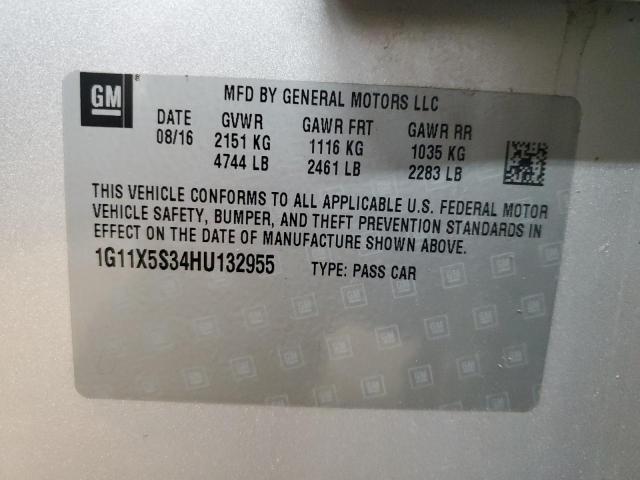 GM
MFD BY GENERAL MOTORS LLC
DATE GVWR GAWR FRT GAWR RR
08/16 2151 KG 1116 KG 1035 KG
4744 LB 2461 LB 2283 LB
THIS VEHICLE CONFORMS TO ALL APPLICABLE U.S. FEDERAL MOTOR
VEHICLE SAFETY, BUMPER, AND THEFT PREVENTION STANDARDS IN
EFFECT ON THE DATE OF MANUFACTURE SHOWN ABOVE.
1G11X5S34HU132955 TYPE: PASS CAR